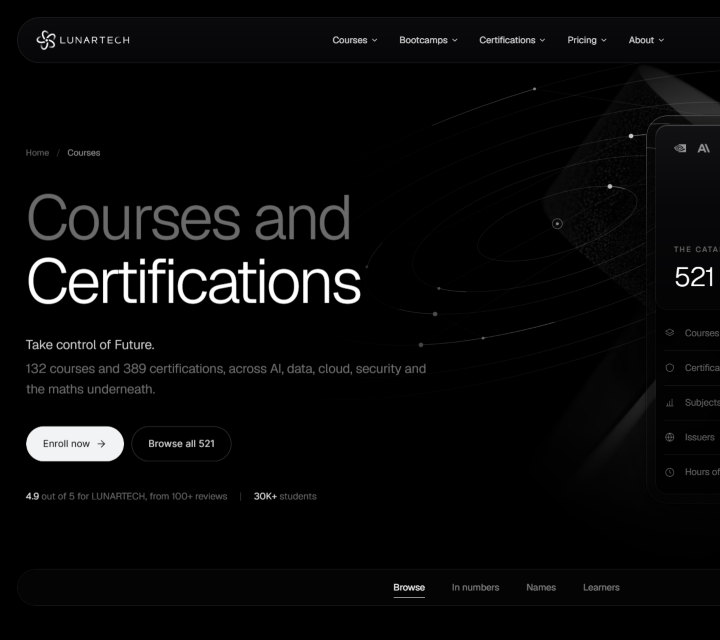 LUNARTECH
Courses
Bootcamps
Certifications
Pricing
About
Home / Courses
Courses and
Certifications
Take control of Future.
132 courses and 389 certifications, across AI, data, cloud, security and
the maths underneath.
Enroll now
Browse all 521
4.9 out of 5 for LUNARTECH, from 100+ reviews
30K+ students
THE CATA
521
Courses
Certifica
Subjects
Issuers
Hours of
Browse
In numbers
Names
Learners